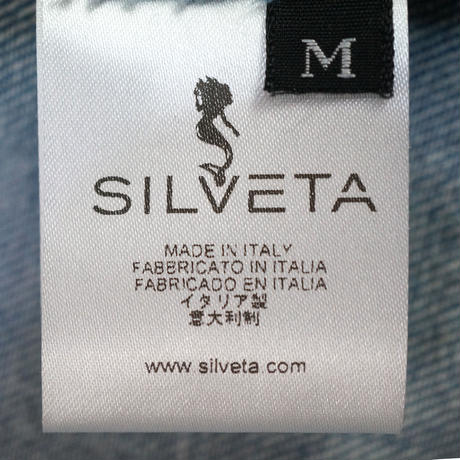 M
SILVETA
MADE IN ITALY
FABBRICATO IN ITALIA
FABRICADO EN ITALIA
イタリア製
意大利制
www.silveta.com